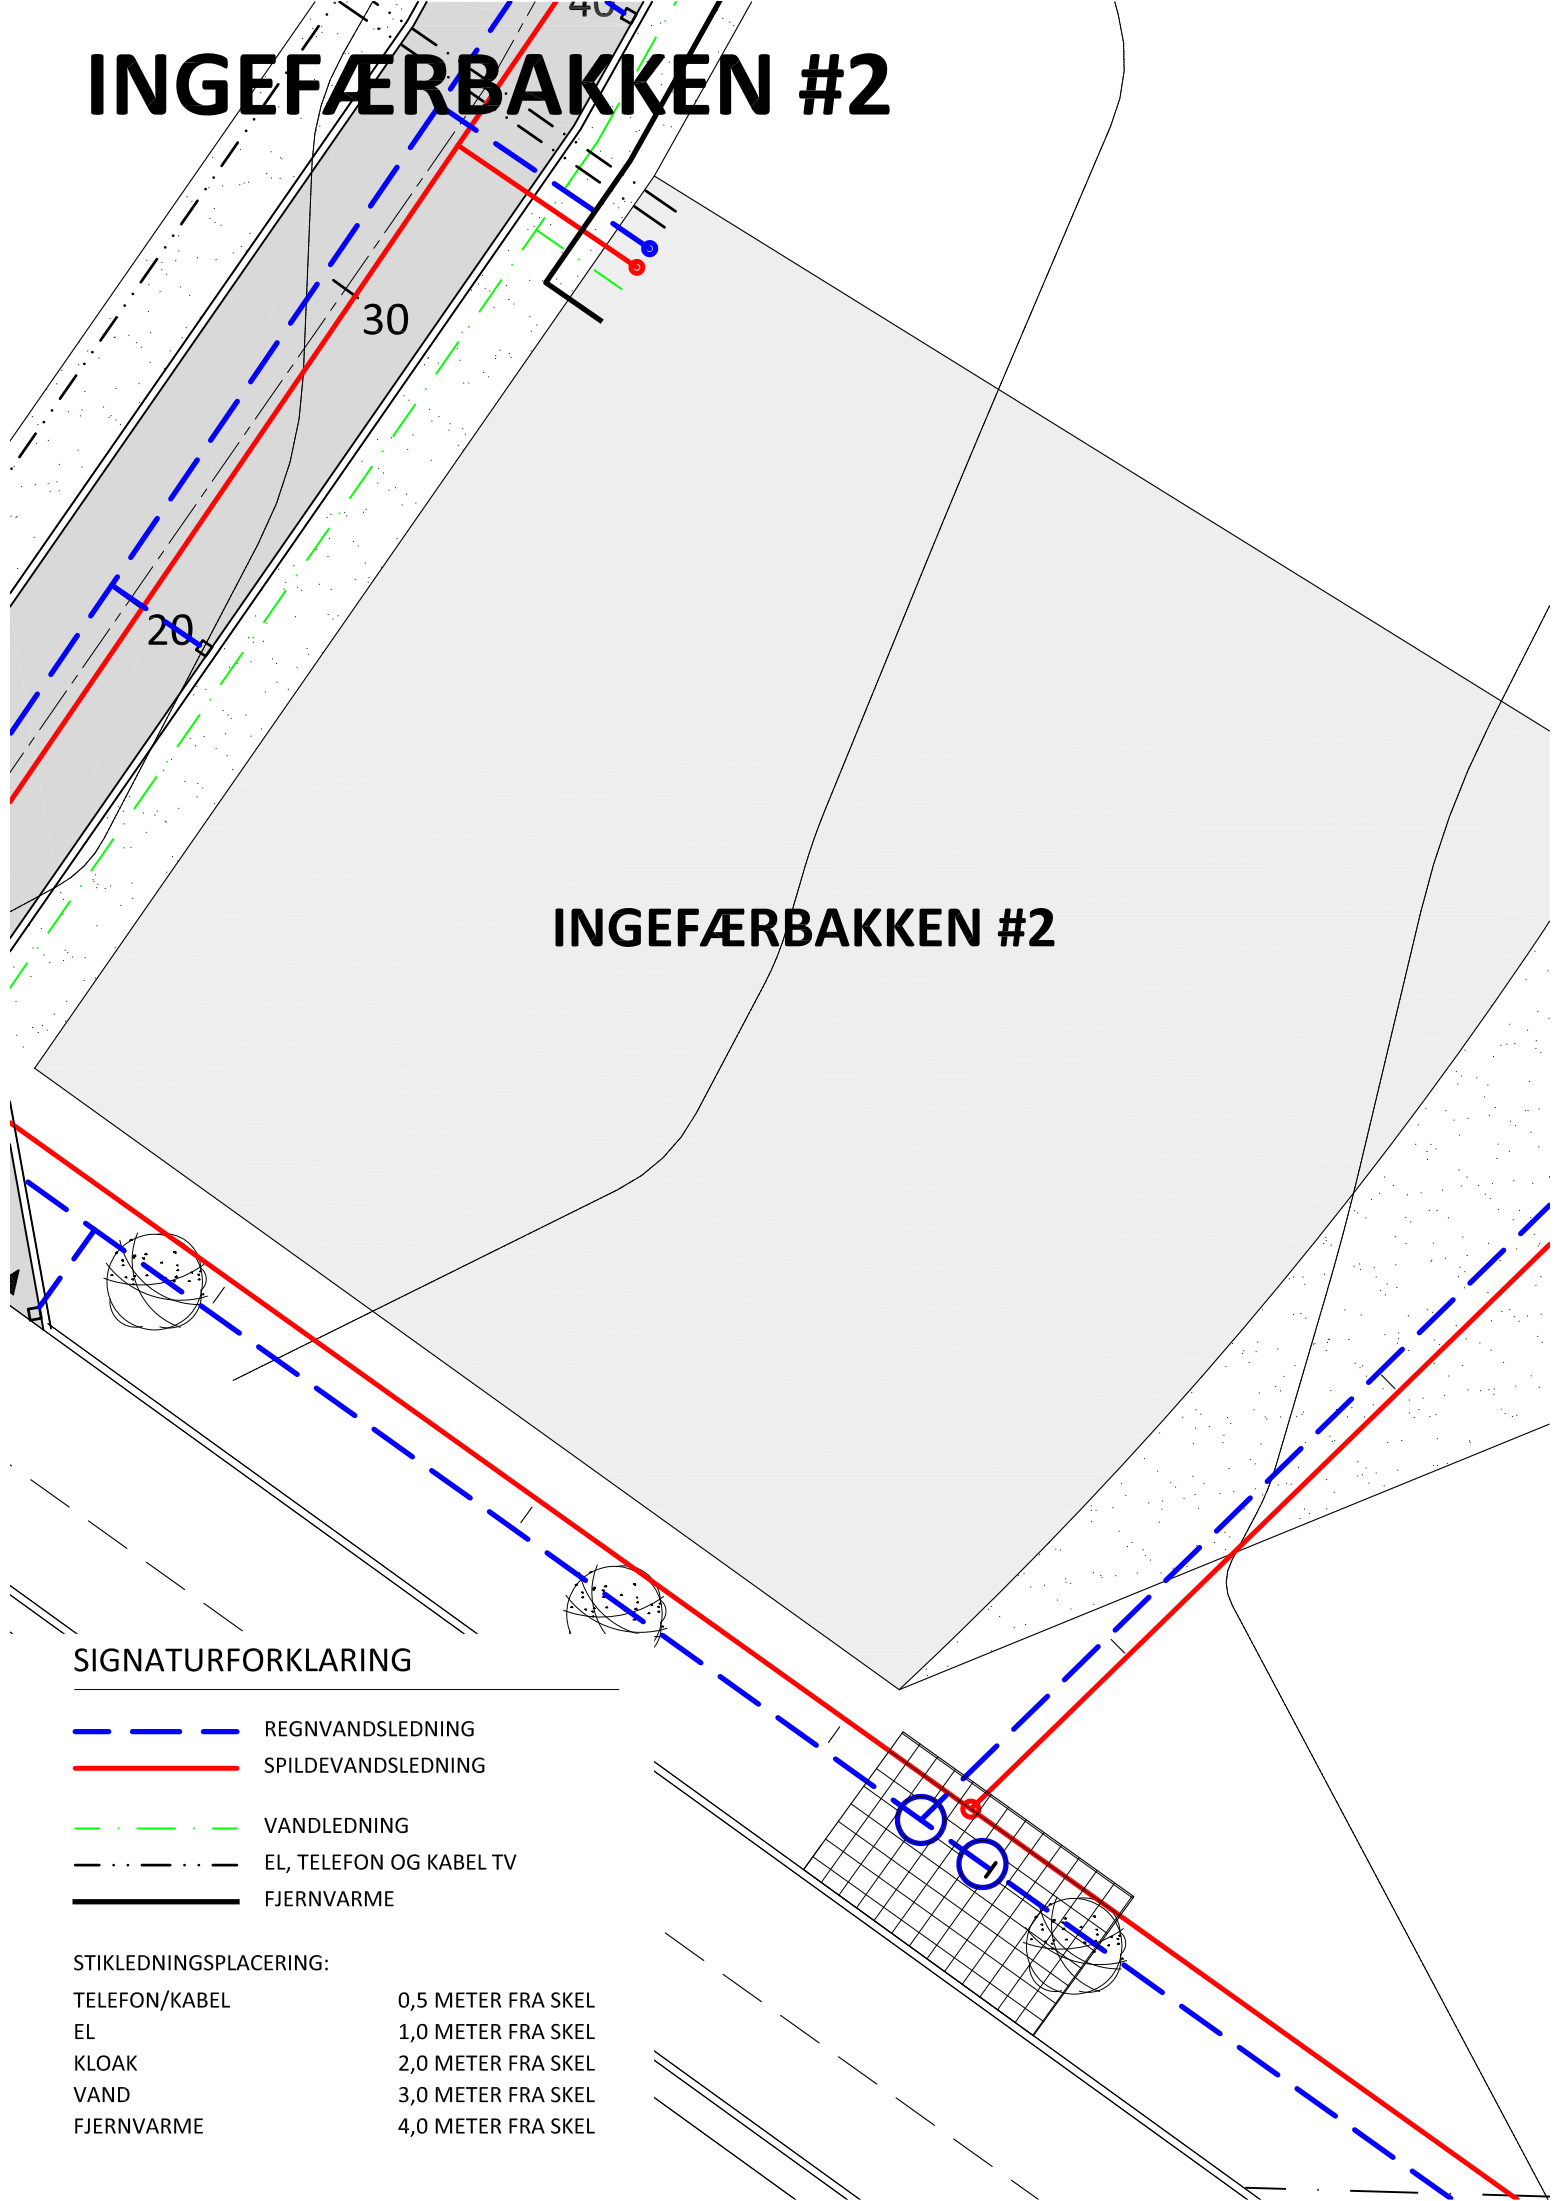 40
INGEFÆRBAKKEN #2
30
20
INGEFÆRBAKKEN #2
SIGNATURFORKLARING
REGNVANDSLEDNING
SPILDEVANDSLEDNING
VANDLEDNING
EL, TELEFON OG KABEL TV
FJERNVARME
STIKLEDNINGSPLACERING:
TELEFON/KABEL 0,5 METER FRA SKEL
EL 1,0 METER FRA SKEL
KLOAK 2,0 METER FRA SKEL
VAND 3,0 METER FRA SKEL
FJERNVARME 4,0 METER FRA SKEL